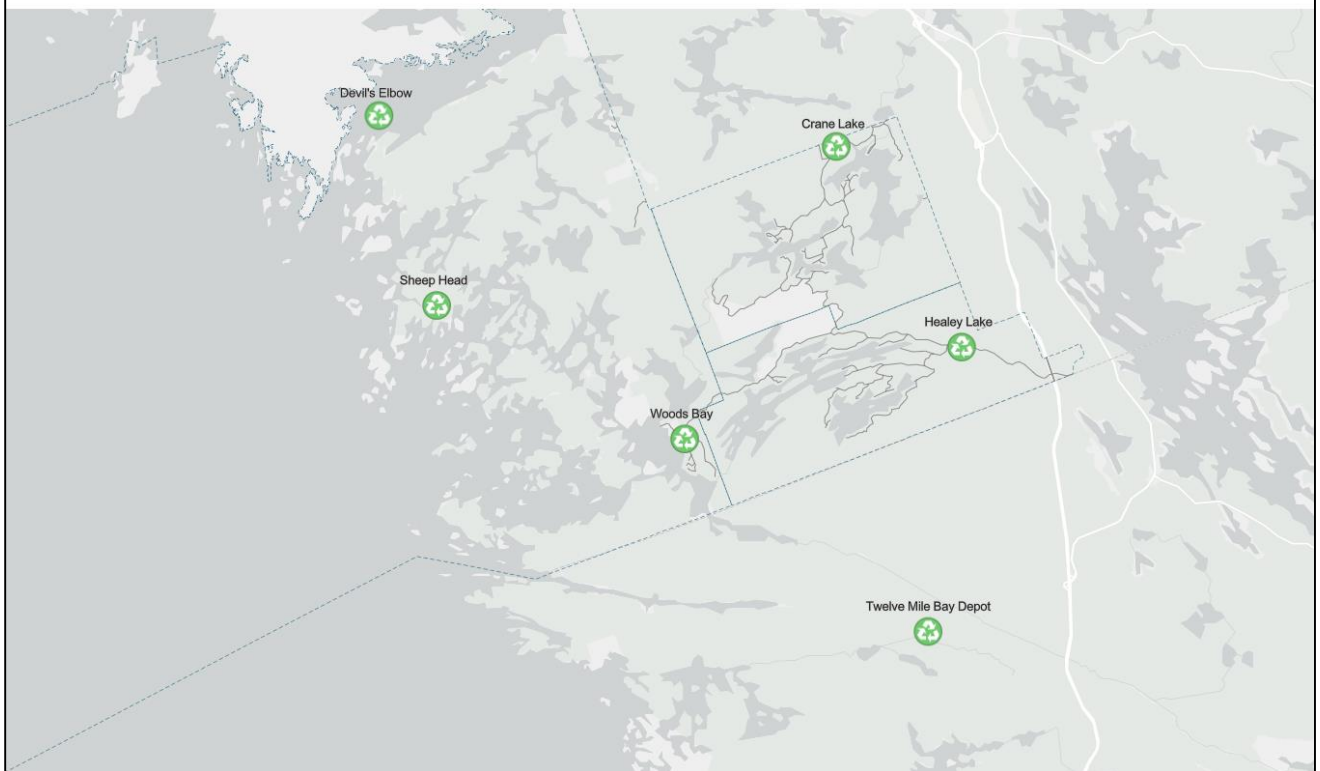 Devil's Elbow
Crane Lake
Sheep Head
Healey Lake
Woods Bay
Twelve Mile Bay Depot